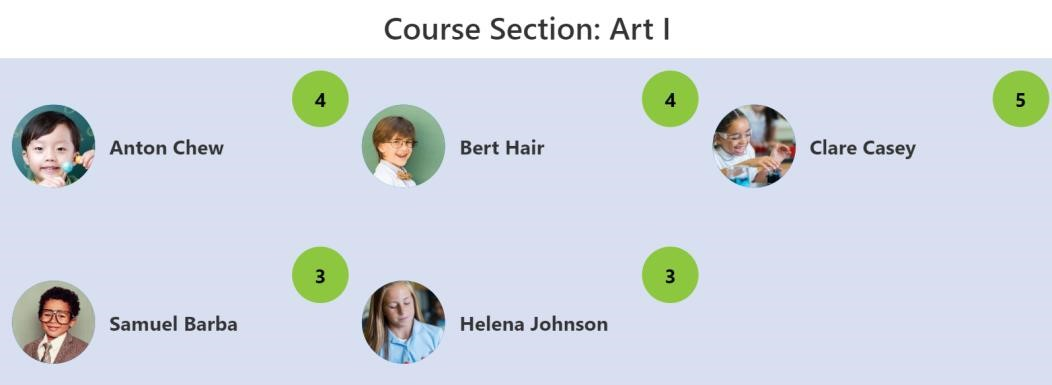 Course Section: Art I
4
Anton Chew
4
Bert Hair
5
Clare Casey
3
Samuel Barba
3
Helena Johnson